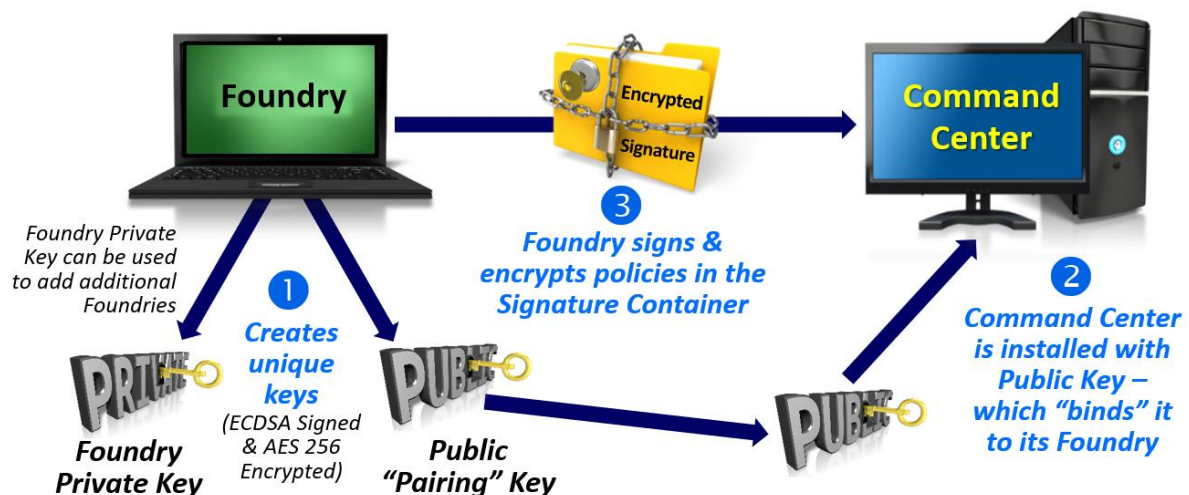 Foundry
Encrypted
Signature
Command
Center
Foundry Private
Key can be used
to add additional
Foundries
1
Creates
unique
keys
(ECDSA Signed
& AES 256
Encrypted)
PRIVATE
Foundry
Private Key
PUBLIC
Public
“Pairing” Key
3
Foundry signs &
encrypts policies in the
Signature Container
PUBLIC
2
Command Center
is installed with
Public Key –
which “binds” it
to its Foundry